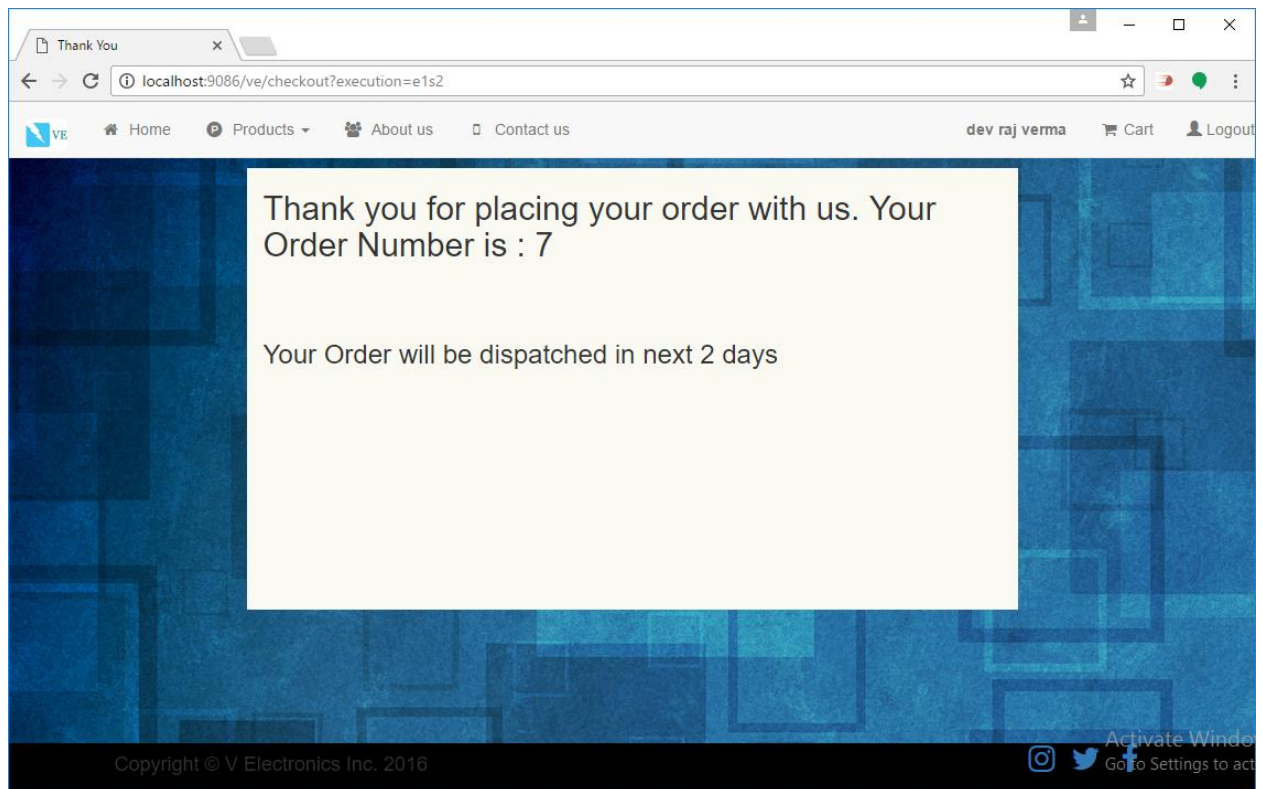 Thank You
localhost:9086/ve/checkout?execution=e1s2
VE Home Products About us Contact us dev raj verma Cart Logout
Thank you for placing your order with us. Your
Order Number is : 7
Your Order will be dispatched in next 2 days
Activate Windo
Copyright © V Electronics Inc. 2016
Go to Settings to act